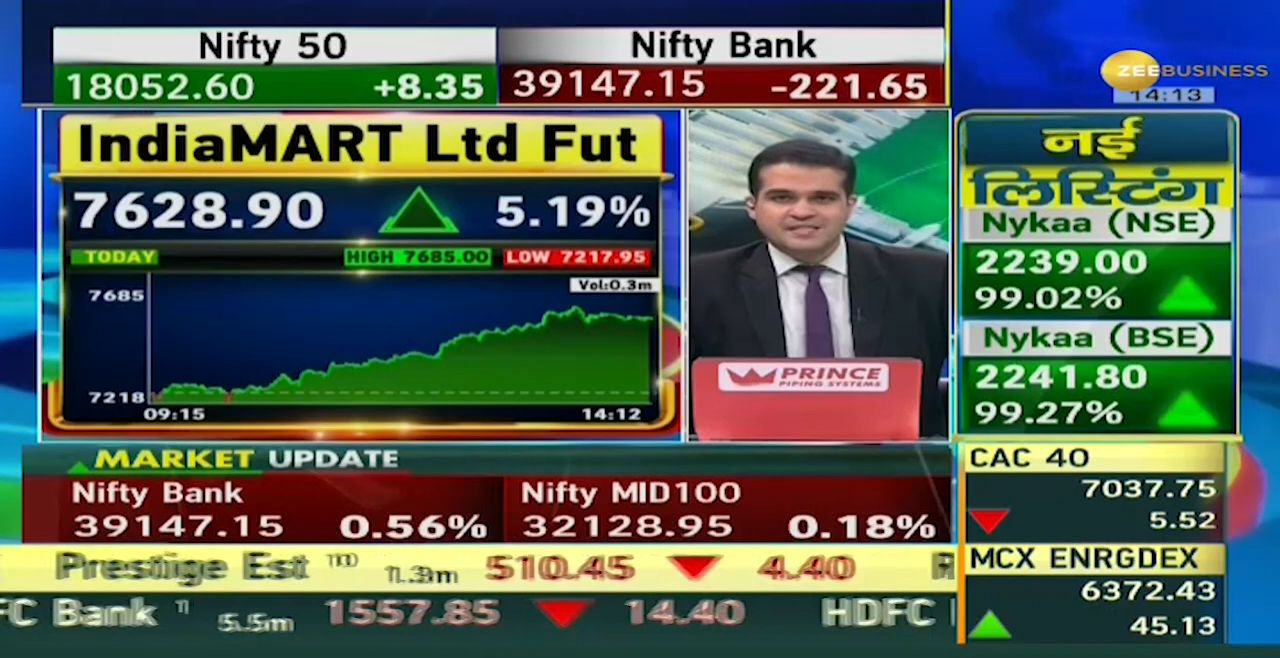 Nifty 50
18052.60 +8.35
Nifty Bank
39147.15 -221.65
ZEEBUSINESS
14:13
IndiaMART Ltd Fut
7628.90 5.19%
TODAY HIGH 7685.00 LOW 7217.95
Vol:0.3m
7685
7218
09:15 14:12
PRINCE
PIPING SYSTEMS
नई
लिस्टिंग
Nykaa (NSE)
2239.00
99.02%
Nykaa (BSE)
2241.80
99.27%
MARKET UPDATE
Nifty Bank
39147.15 0.56%
Nifty MID100
32128.95 0.18%
CAC 40
7037.75
5.52
MCX ENRGDEX
6372.43
45.13
Prestige Est 1.3m 510.45 4.40 R
FC Bank 5.5m 1557.85 14.40 HDFC